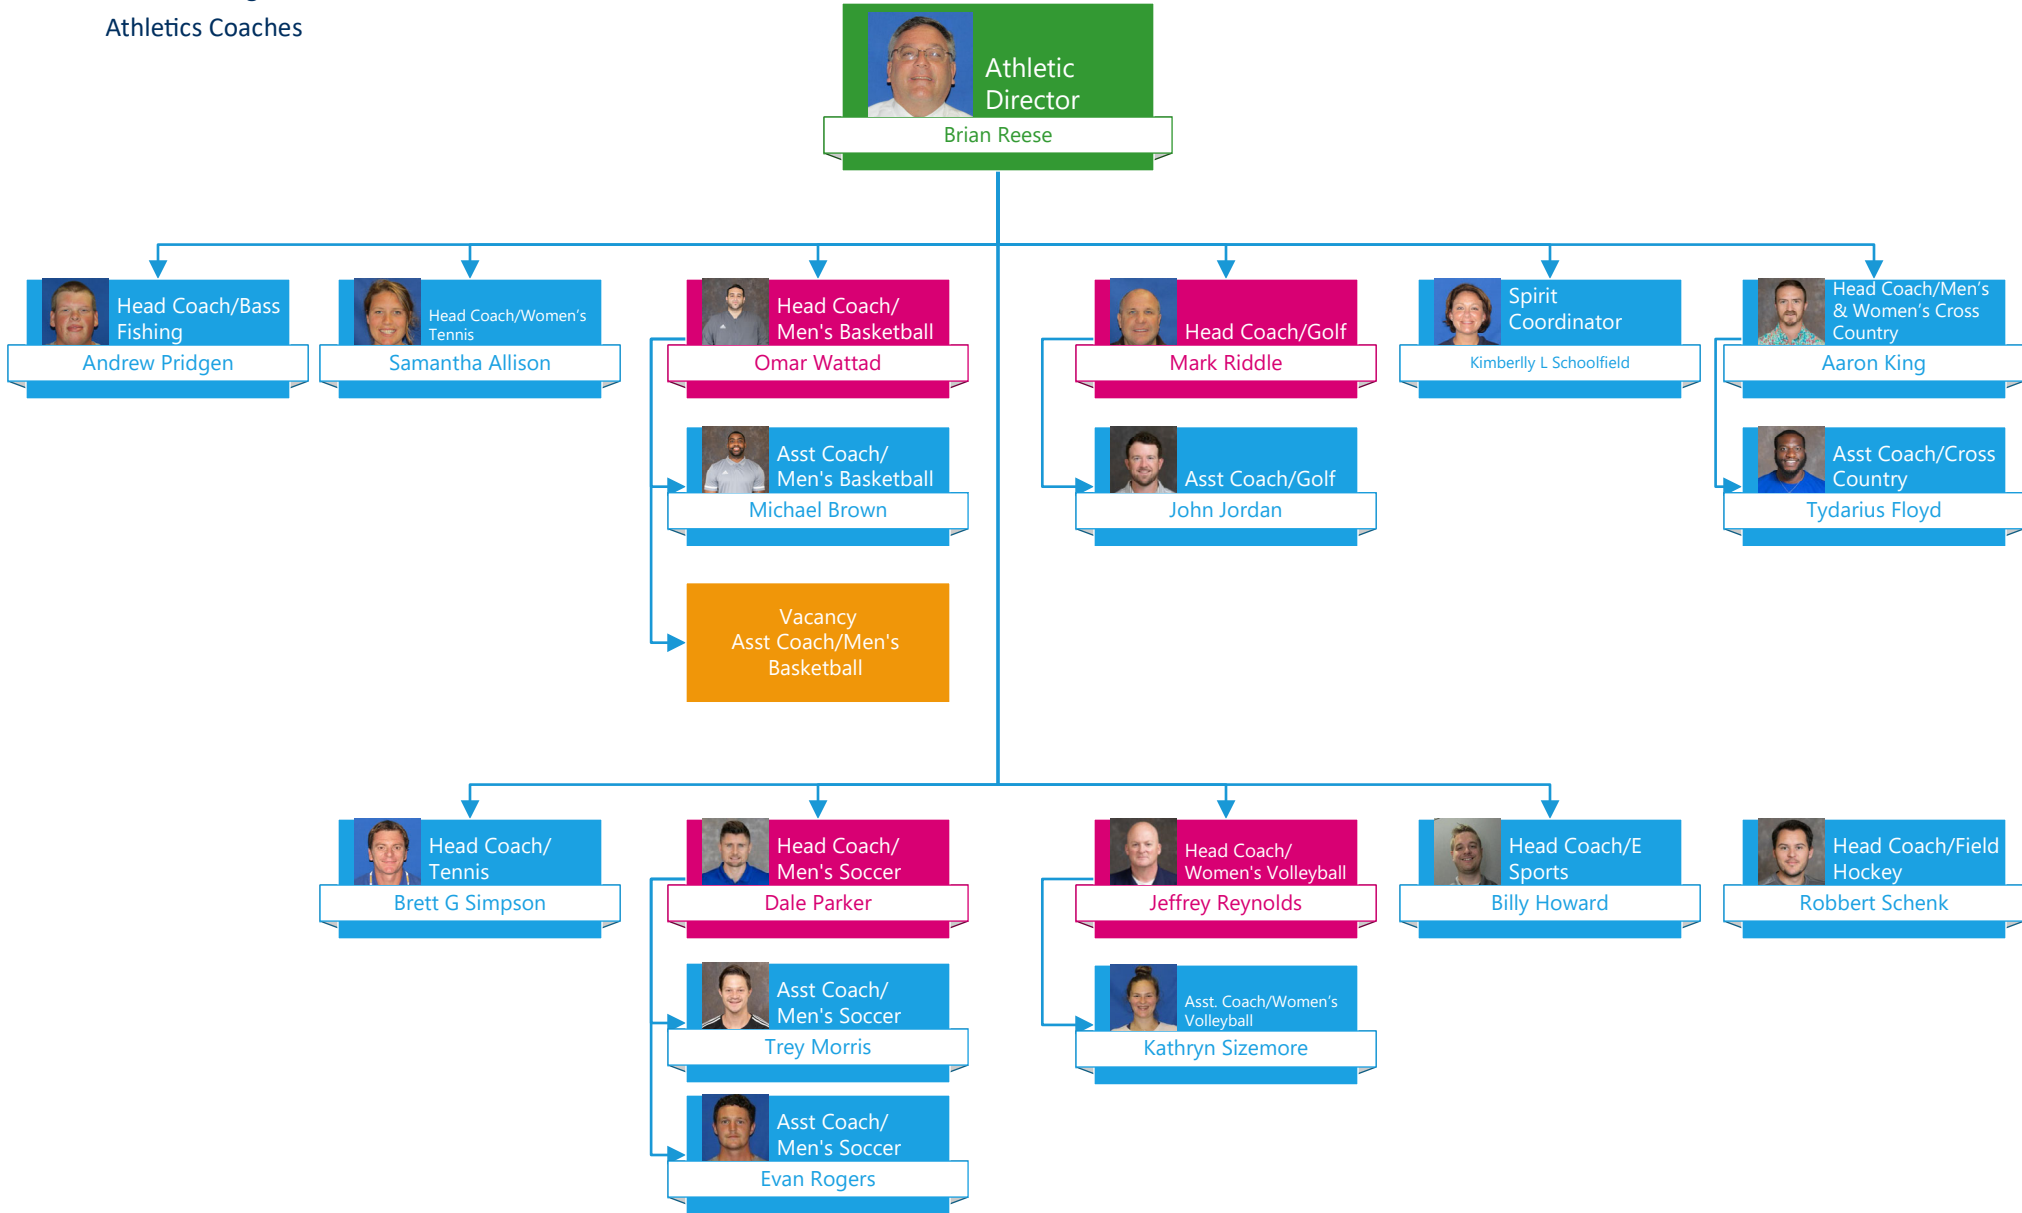 Athletics Coaches
Athletic
Director
Brian Reese
Head Coach/Bass
Fishing
Andrew Pridgen
Head Coach/Women's
Tennis
Samantha Allison
Head Coach/
Men's Basketball
Omar Wattad
Head Coach/Golf
Mark Riddle
Spirit
Coordinator
Kimberlly L Schoolfield
Head Coach/Men's
& Women's Cross
Country
Aaron King
Asst Coach/
Men's Basketball
Michael Brown
Asst Coach/Golf
John Jordan
Asst Coach/Cross
Country
Tydarius Floyd
Vacancy
Asst Coach/Men's
Basketball
Head Coach/
Tennis
Brett G Simpson
Head Coach/
Men's Soccer
Dale Parker
Head Coach/
Women's Volleyball
Jeffrey Reynolds
Head Coach/E
Sports
Billy Howard
Head Coach/Field
Hockey
Robbert Schenk
Asst Coach/
Men's Soccer
Trey Morris
Asst. Coach/Women's
Volleyball
Kathryn Sizemore
Asst Coach/
Men's Soccer
Evan Rogers